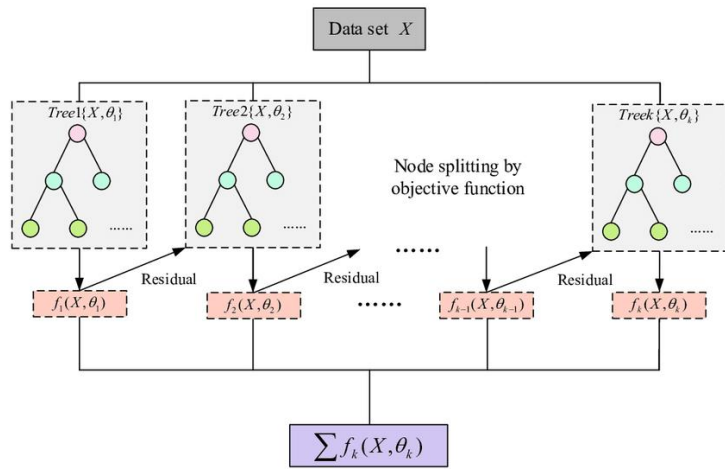 Data set X
Tree1{X,θ₁}
Tree2{X,θ₂}
Treek{X,θₖ}
Node splitting by
objective function
......
......
......
......
Residual
Residual
Residual
f₁(X,θ₁)
f₂(X,θ₂)
......
fₖ₋₁(X,θₖ₋₁)
fₖ(X,θₖ)
∑fₖ(X,θₖ)